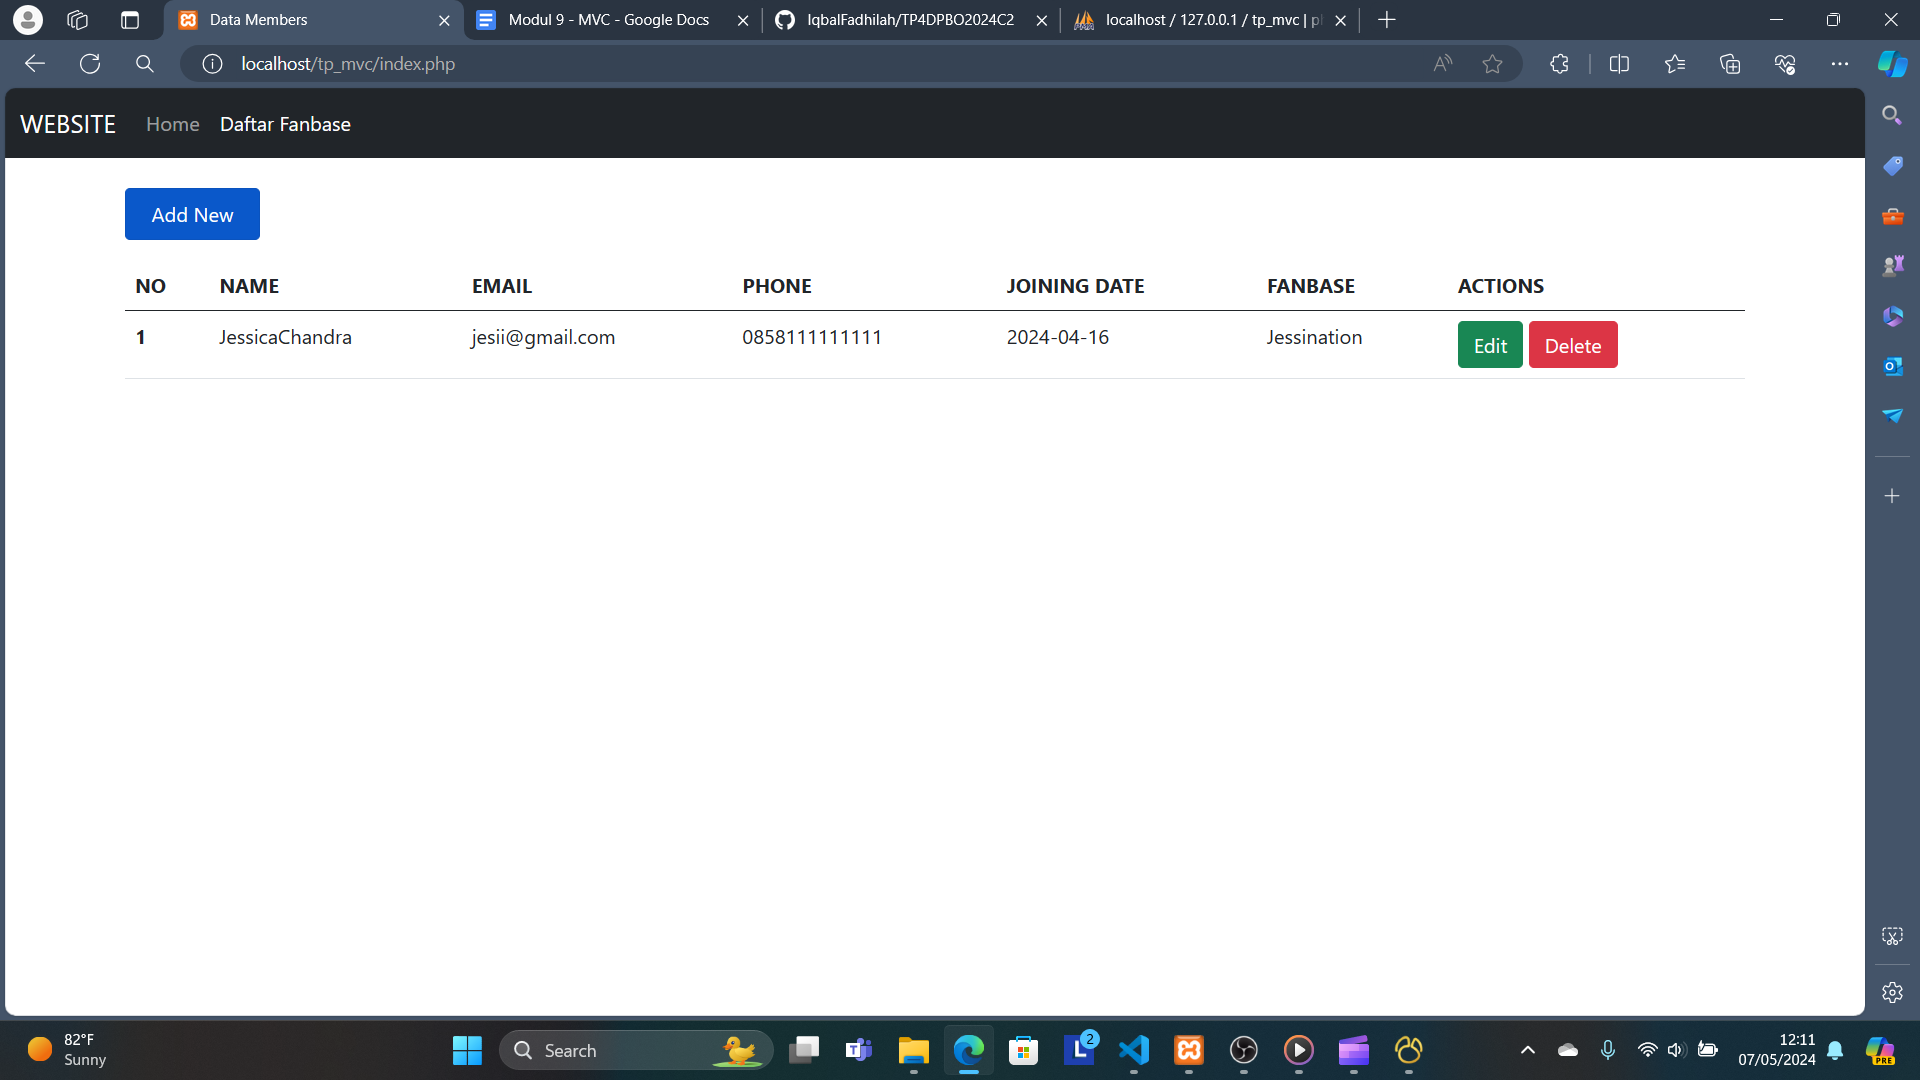 Data Members
Modul 9 - MVC - Google Docs
IqbalFadhilah/TP4DPBO2024C2
localhost / 127.0.0.1 / tp_mvc | pl
localhost/tp_mvc/index.php
WEBSITE Home Daftar Fanbase
Add New
NO NAME EMAIL PHONE JOINING DATE FANBASE ACTIONS
1 JessicaChandra jesii@gmail.com 0858111111111 2024-04-16 Jessination Edit Delete
82°F
Sunny
Search
2
12:11
07/05/2024
PRE